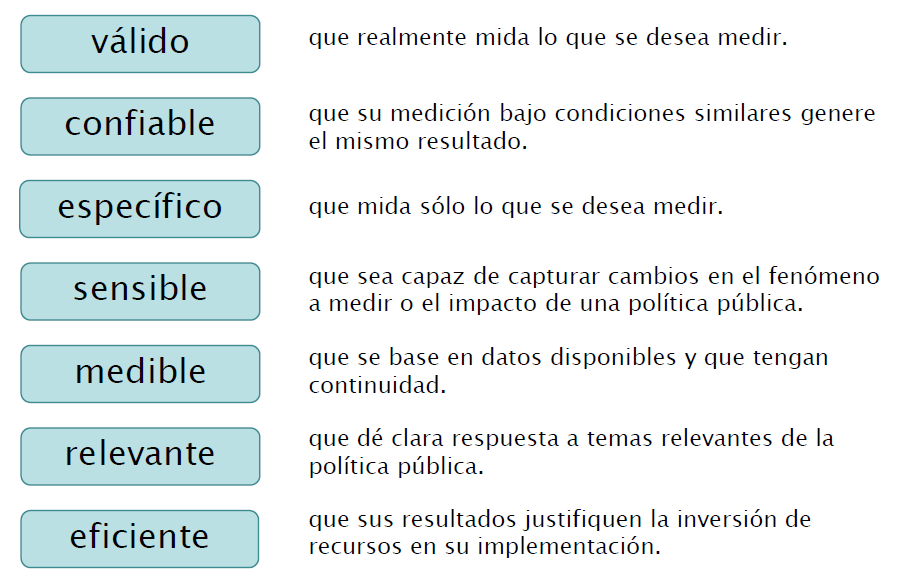 válido
que realmente mida lo que se desea medir.
confiable
que su medición bajo condiciones similares genere
el mismo resultado.
específico
que mida sólo lo que se desea medir.
sensible
que sea capaz de capturar cambios en el fenómeno
a medir o el impacto de una política pública.
medible
que se base en datos disponibles y que tengan
continuidad.
relevante
que dé clara respuesta a temas relevantes de la
política pública.
eficiente
que sus resultados justifiquen la inversión de
recursos en su implementación.